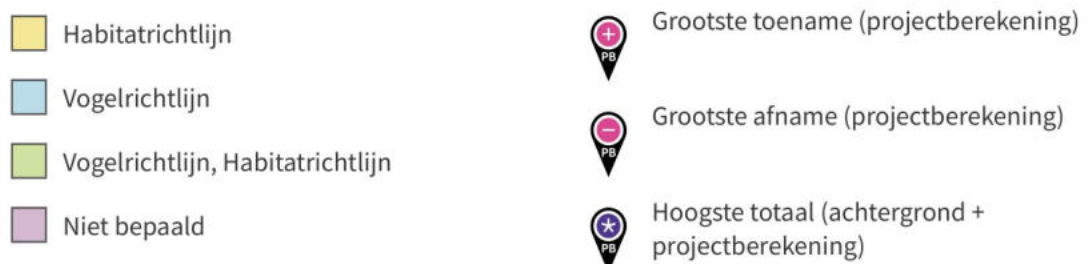 Habitatrichtlijn
Vogelrichtlijn
Vogelrichtlijn, Habitatrichtlijn
Niet bepaald
+
PB
Grootste toename (projectberekening)
−
PB
Grootste afname (projectberekening)
*
PB
Hoogste totaal (achtergrond +
projectberekening)